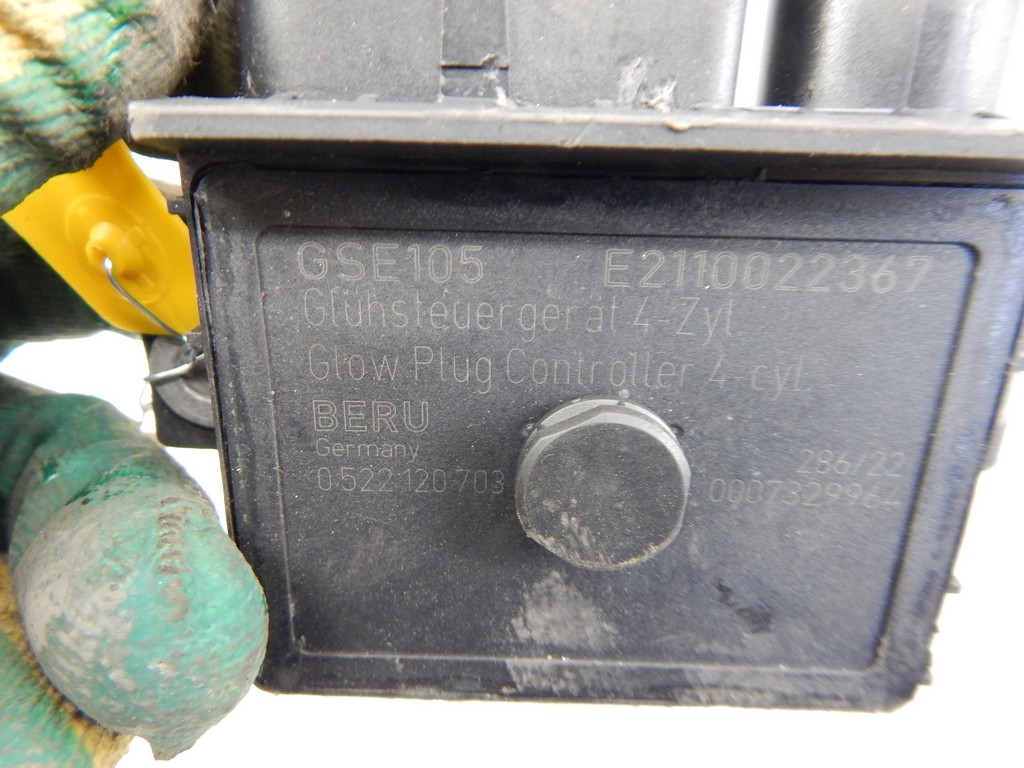 GSE105 E2110022367
Glühsteuergerät 4-Zyl.
Glow Plug Controller 4-cyl.
BERU
Germany 286/22
0 522 120 703 0007329964